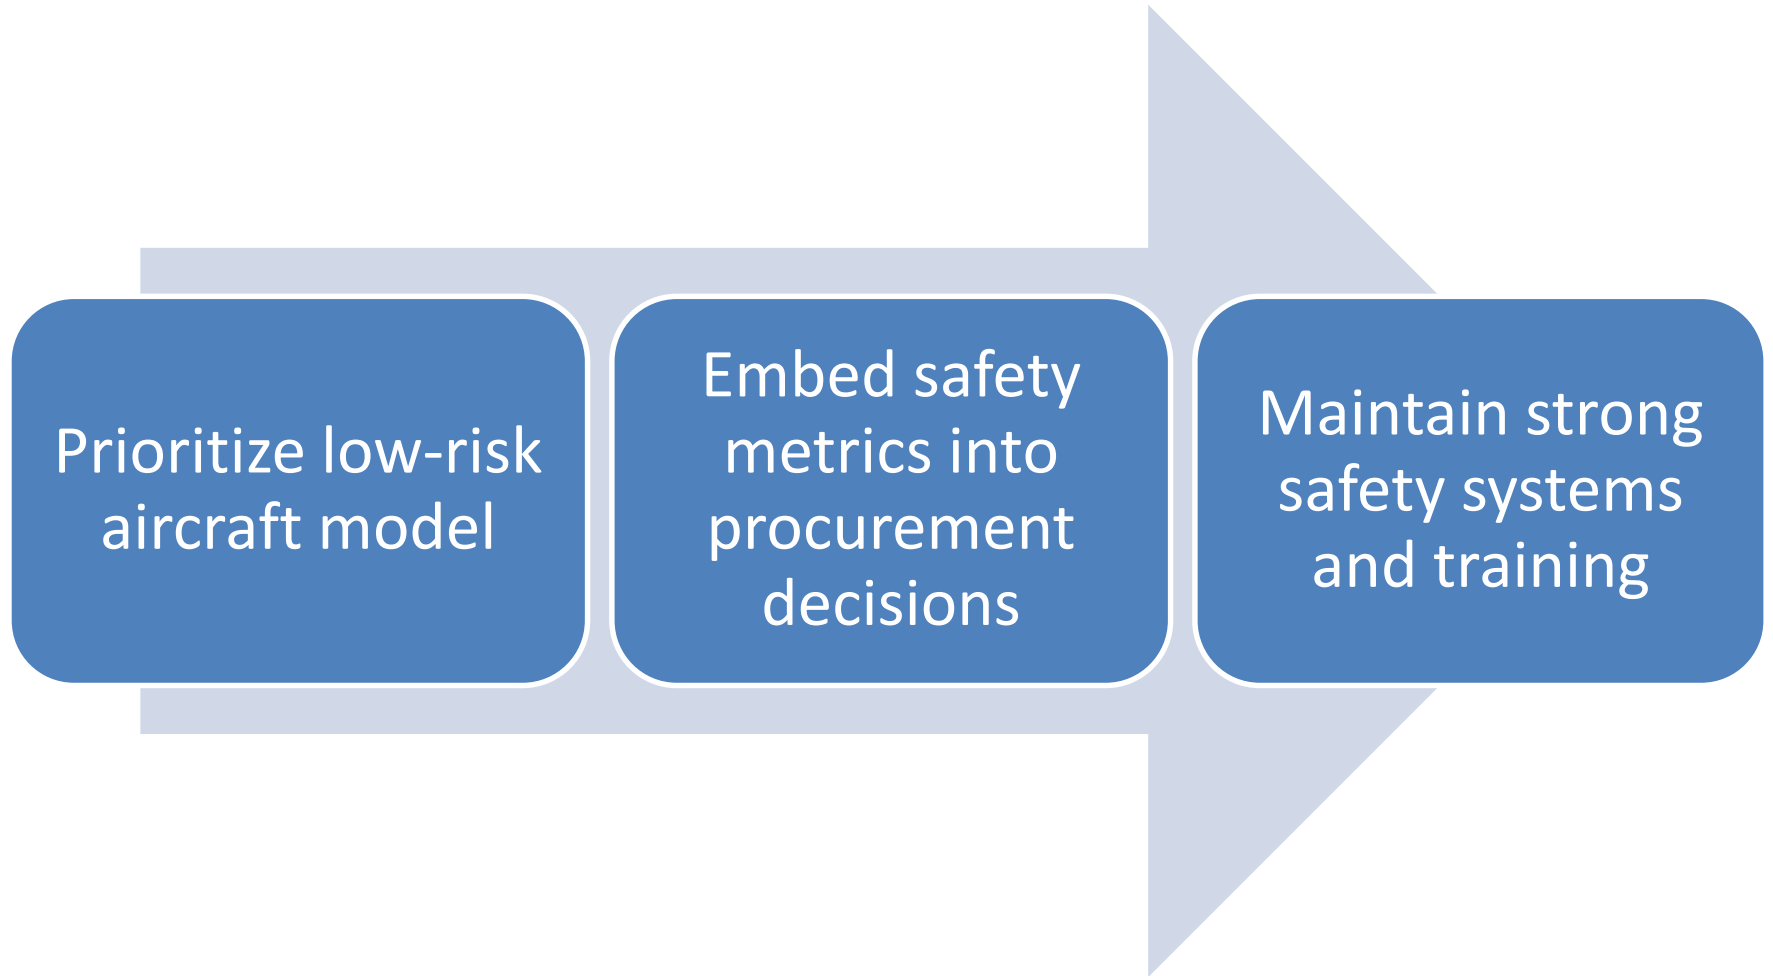 Prioritize low-risk
aircraft model
Embed safety
metrics into
procurement
decisions
Maintain strong
safety systems
and training